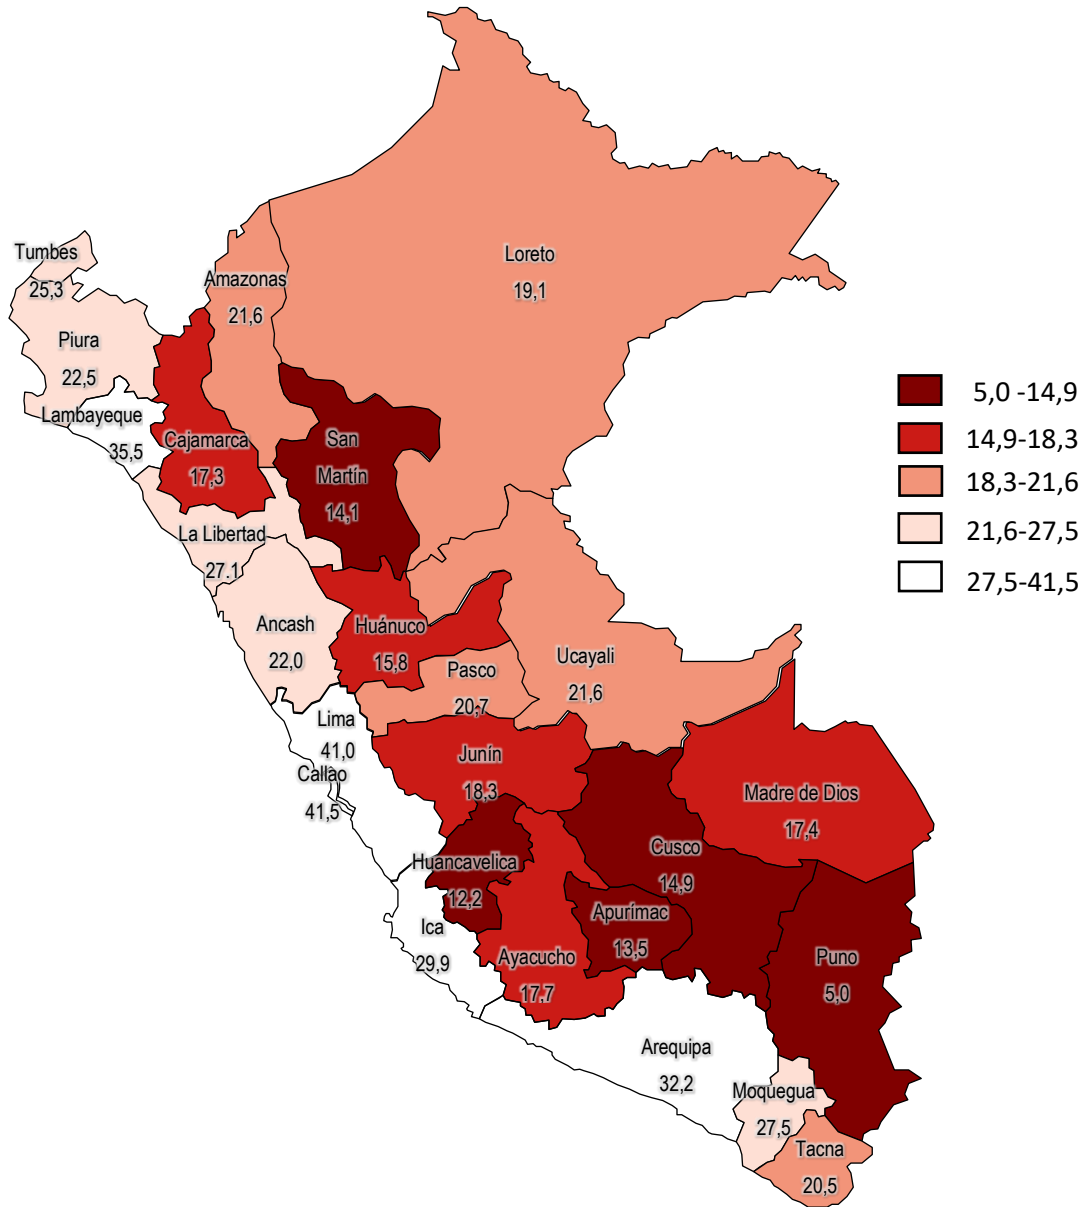 Loreto
19,1
Tumbes
25,3
Amazonas
21,6
Piura
22,5
Lambayeque
35,5
Cajamarca
17,3
San
Martín
14,1
La Libertad
27.1
Ancash
22,0
Huánuco
15,8
Pasco
20,7
Ucayali
21,6
Lima
41,0
Callao
41,5
Junín
18,3
Madre de Dios
17,4
Huancavelica
12,2
Cusco
14,9
Apurímac
13,5
Ica
29,9
Ayacucho
17,7
Puno
5,0
Arequipa
32,2
Moquegua
27,5
Tacna
20,5
5,0 -14,9
14,9-18,3
18,3-21,6
21,6-27,5
27,5-41,5